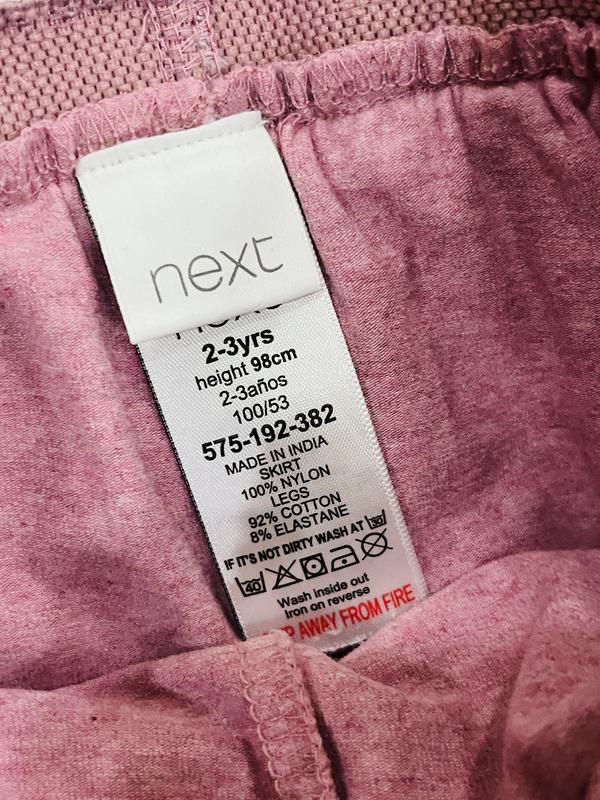 next
2-3yrs
height 98cm
2-3años
100/53
575-192-382
MADE IN INDIA
SKIRT
100% NYLON
LEGS
92% COTTON
8% ELASTANE
IF IT'S NOT DIRTY WASH AT 30
40
Wash inside out
Iron on reverse
AWAY FROM FIRE